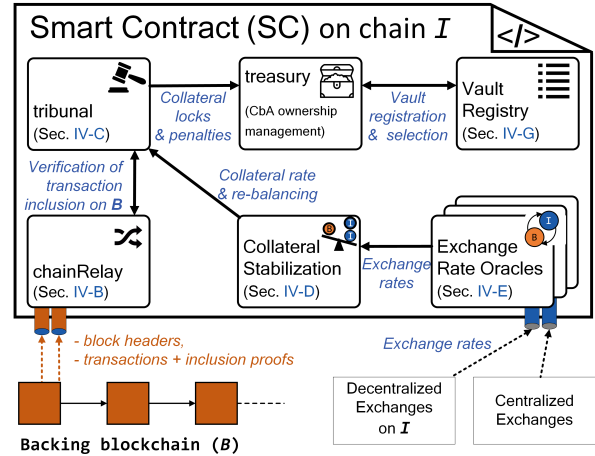 Smart Contract (SC) on chain I
</>
tribunal
(Sec. IV-C)
Collateral
locks
& penalties
treasury
(CbA ownership
management)
Vault
registration
& selection
Vault
Registry
(Sec. IV-G)
Verification of
transaction
inclusion on B
Collateral rate
& re-balancing
chainRelay
(Sec. IV-B)
B
I
I
Collateral
Stabilization
(Sec. IV-D)
Exchange
rates
I
B
Exchange
Rate Oracles
(Sec. IV-E)
- block headers,
- transactions + inclusion proofs
Exchange rates
Decentralized
Exchanges
on I
Centralized
Exchanges
Backing blockchain (B)